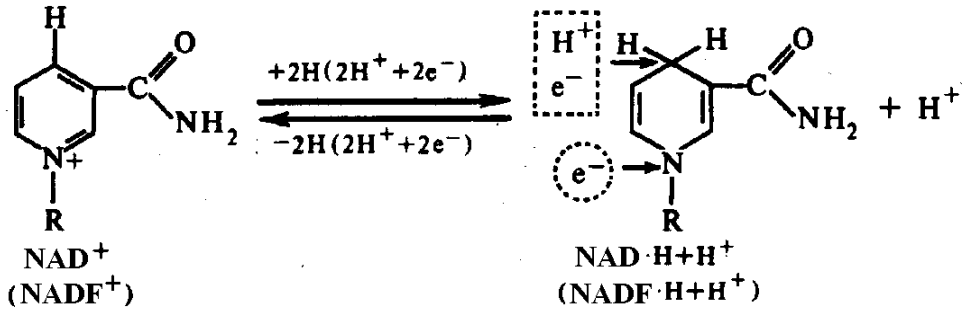 H
O
C
NH₂
N+
R
NAD⁺
(NADF⁺)
+2H(2H⁺+2e⁻)
−2H(2H⁺+2e⁻)
H⁺
e⁻
e⁻
H H
O
C
NH₂
N
R
+ H⁺
NAD·H+H⁺
(NADF·H+H⁺)